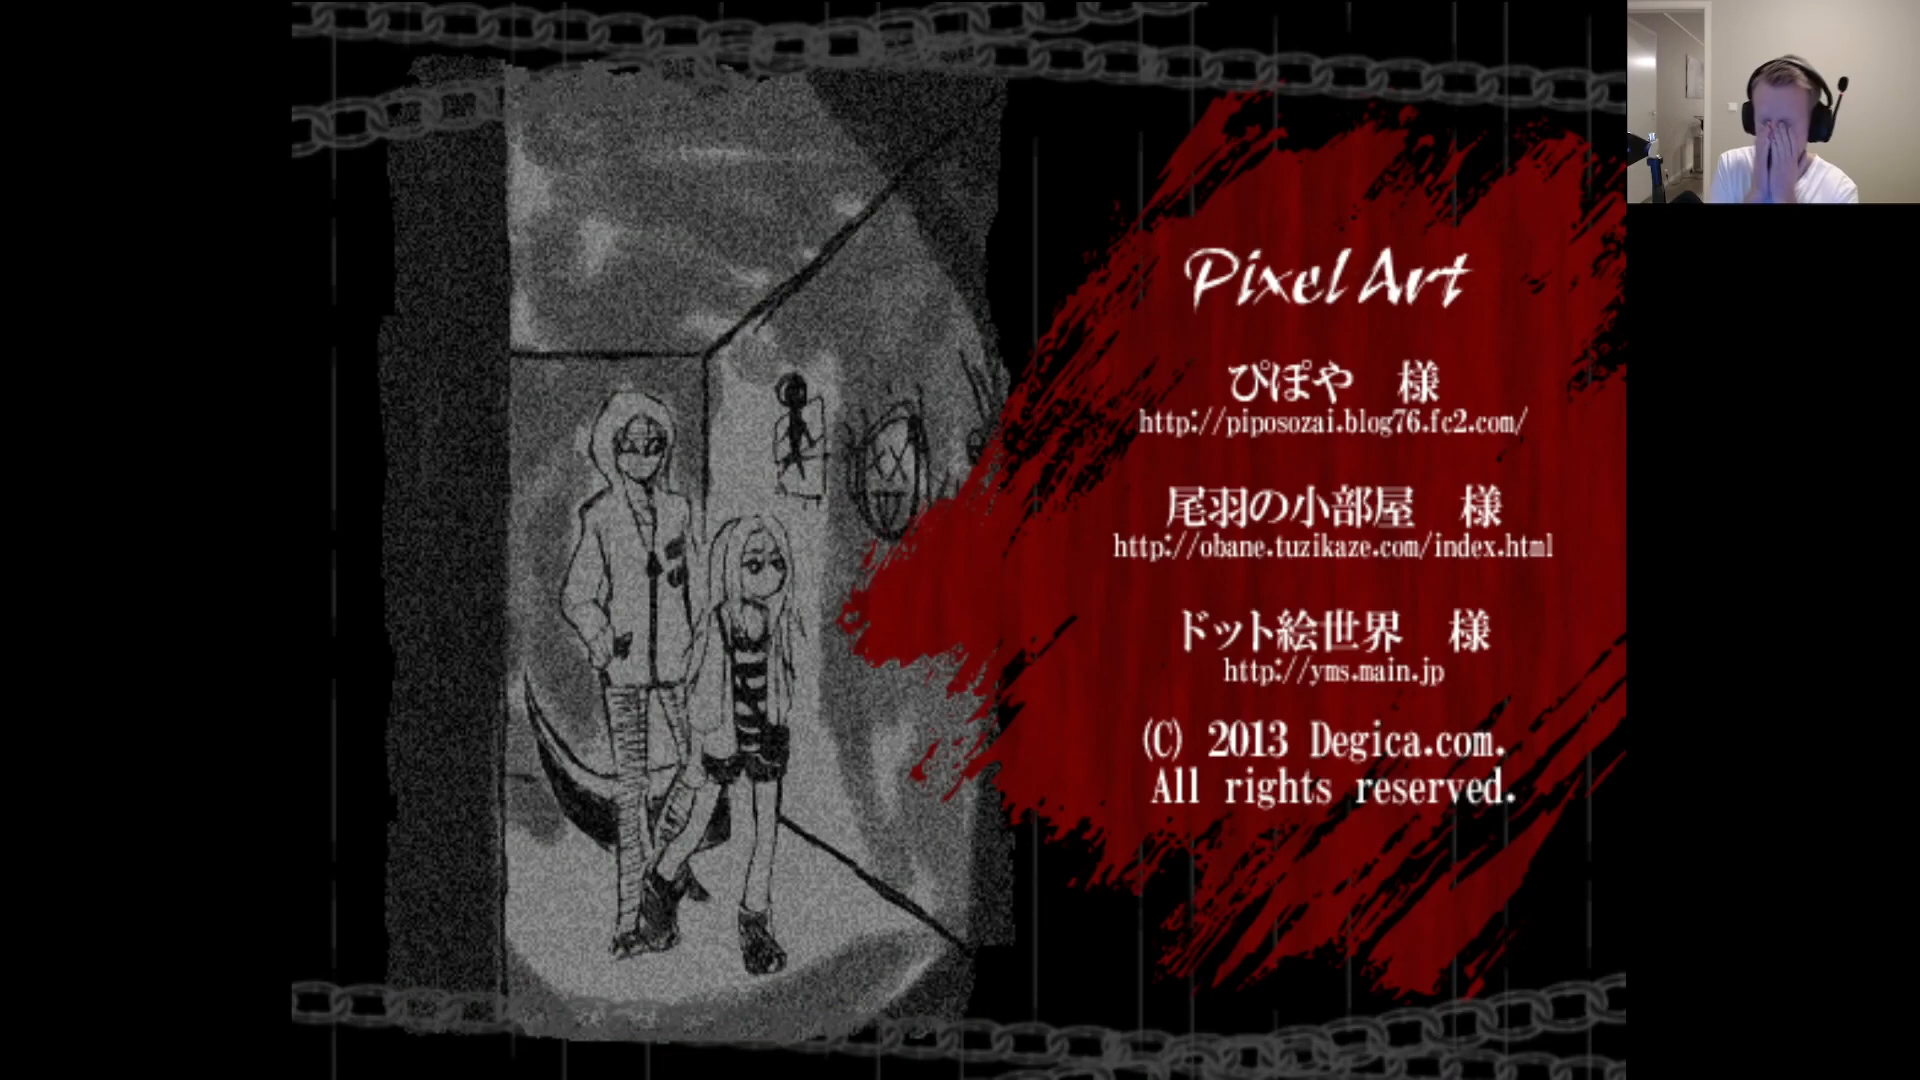 Pixel Art
ぴぽや　様
http://piposozai.blog76.fc2.com/
尾羽の小部屋　様
http://obane.tuzikaze.com/index.html
ドット絵世界　様
http://yms.main.jp
(C) 2013 Degica.com.
All rights reserved.